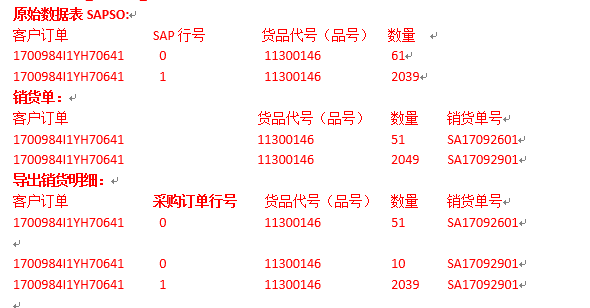 原始数据表 SAPSO:
客户订单 SAP 行号 货品代号（品号） 数量
1700984I1YH70641 0 11300146 61
1700984I1YH70641 1 11300146 2039
销货单：
客户订单 货品代号（品号） 数量 销货单号
1700984I1YH70641 11300146 51 SA17092601
1700984I1YH70641 11300146 2049 SA17092901
导出销货明细：
客户订单 采购订单行号 货品代号（品号） 数量 销货单号
1700984I1YH70641 0 11300146 51 SA17092601
1700984I1YH70641 0 11300146 10 SA17092901
1700984I1YH70641 1 11300146 2039 SA17092901